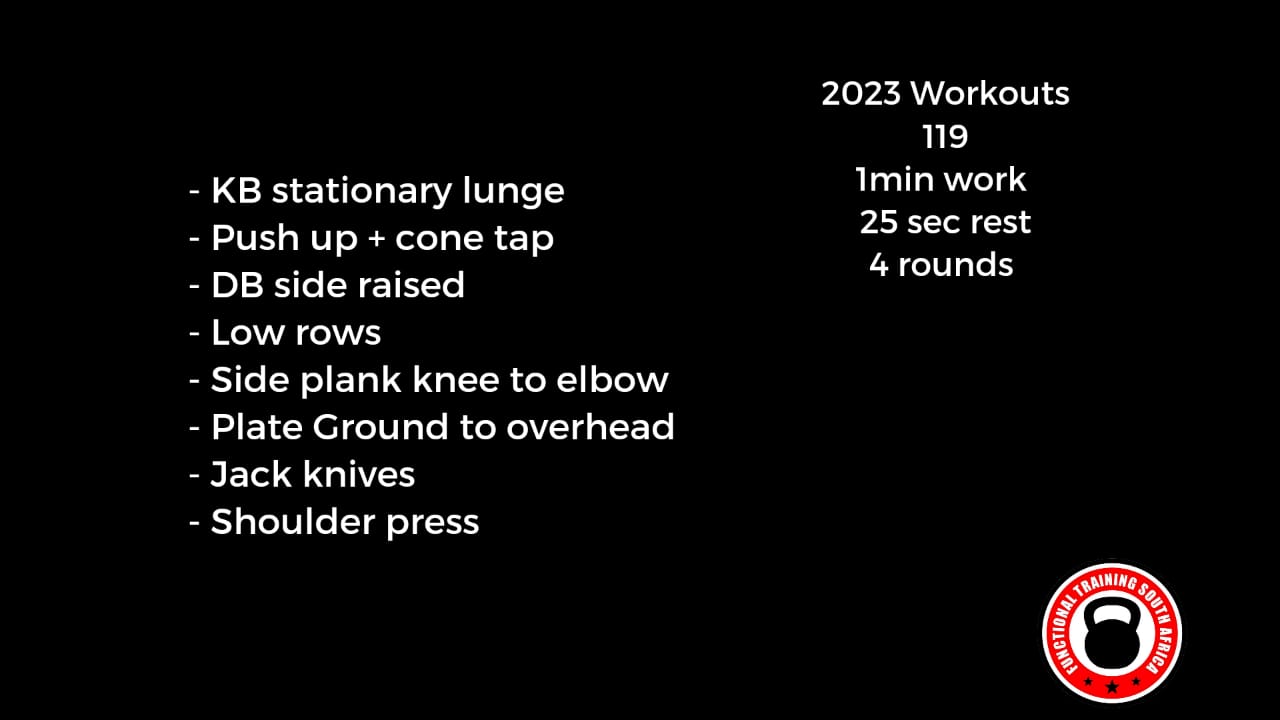 2023 Workouts
119
1min work
25 sec rest
4 rounds
- KB stationary lunge
- Push up + cone tap
- DB side raised
- Low rows
- Side plank knee to elbow
- Plate Ground to overhead
- Jack knives
- Shoulder press
FUNCTIONAL TRAINING SOUTH AFRICA